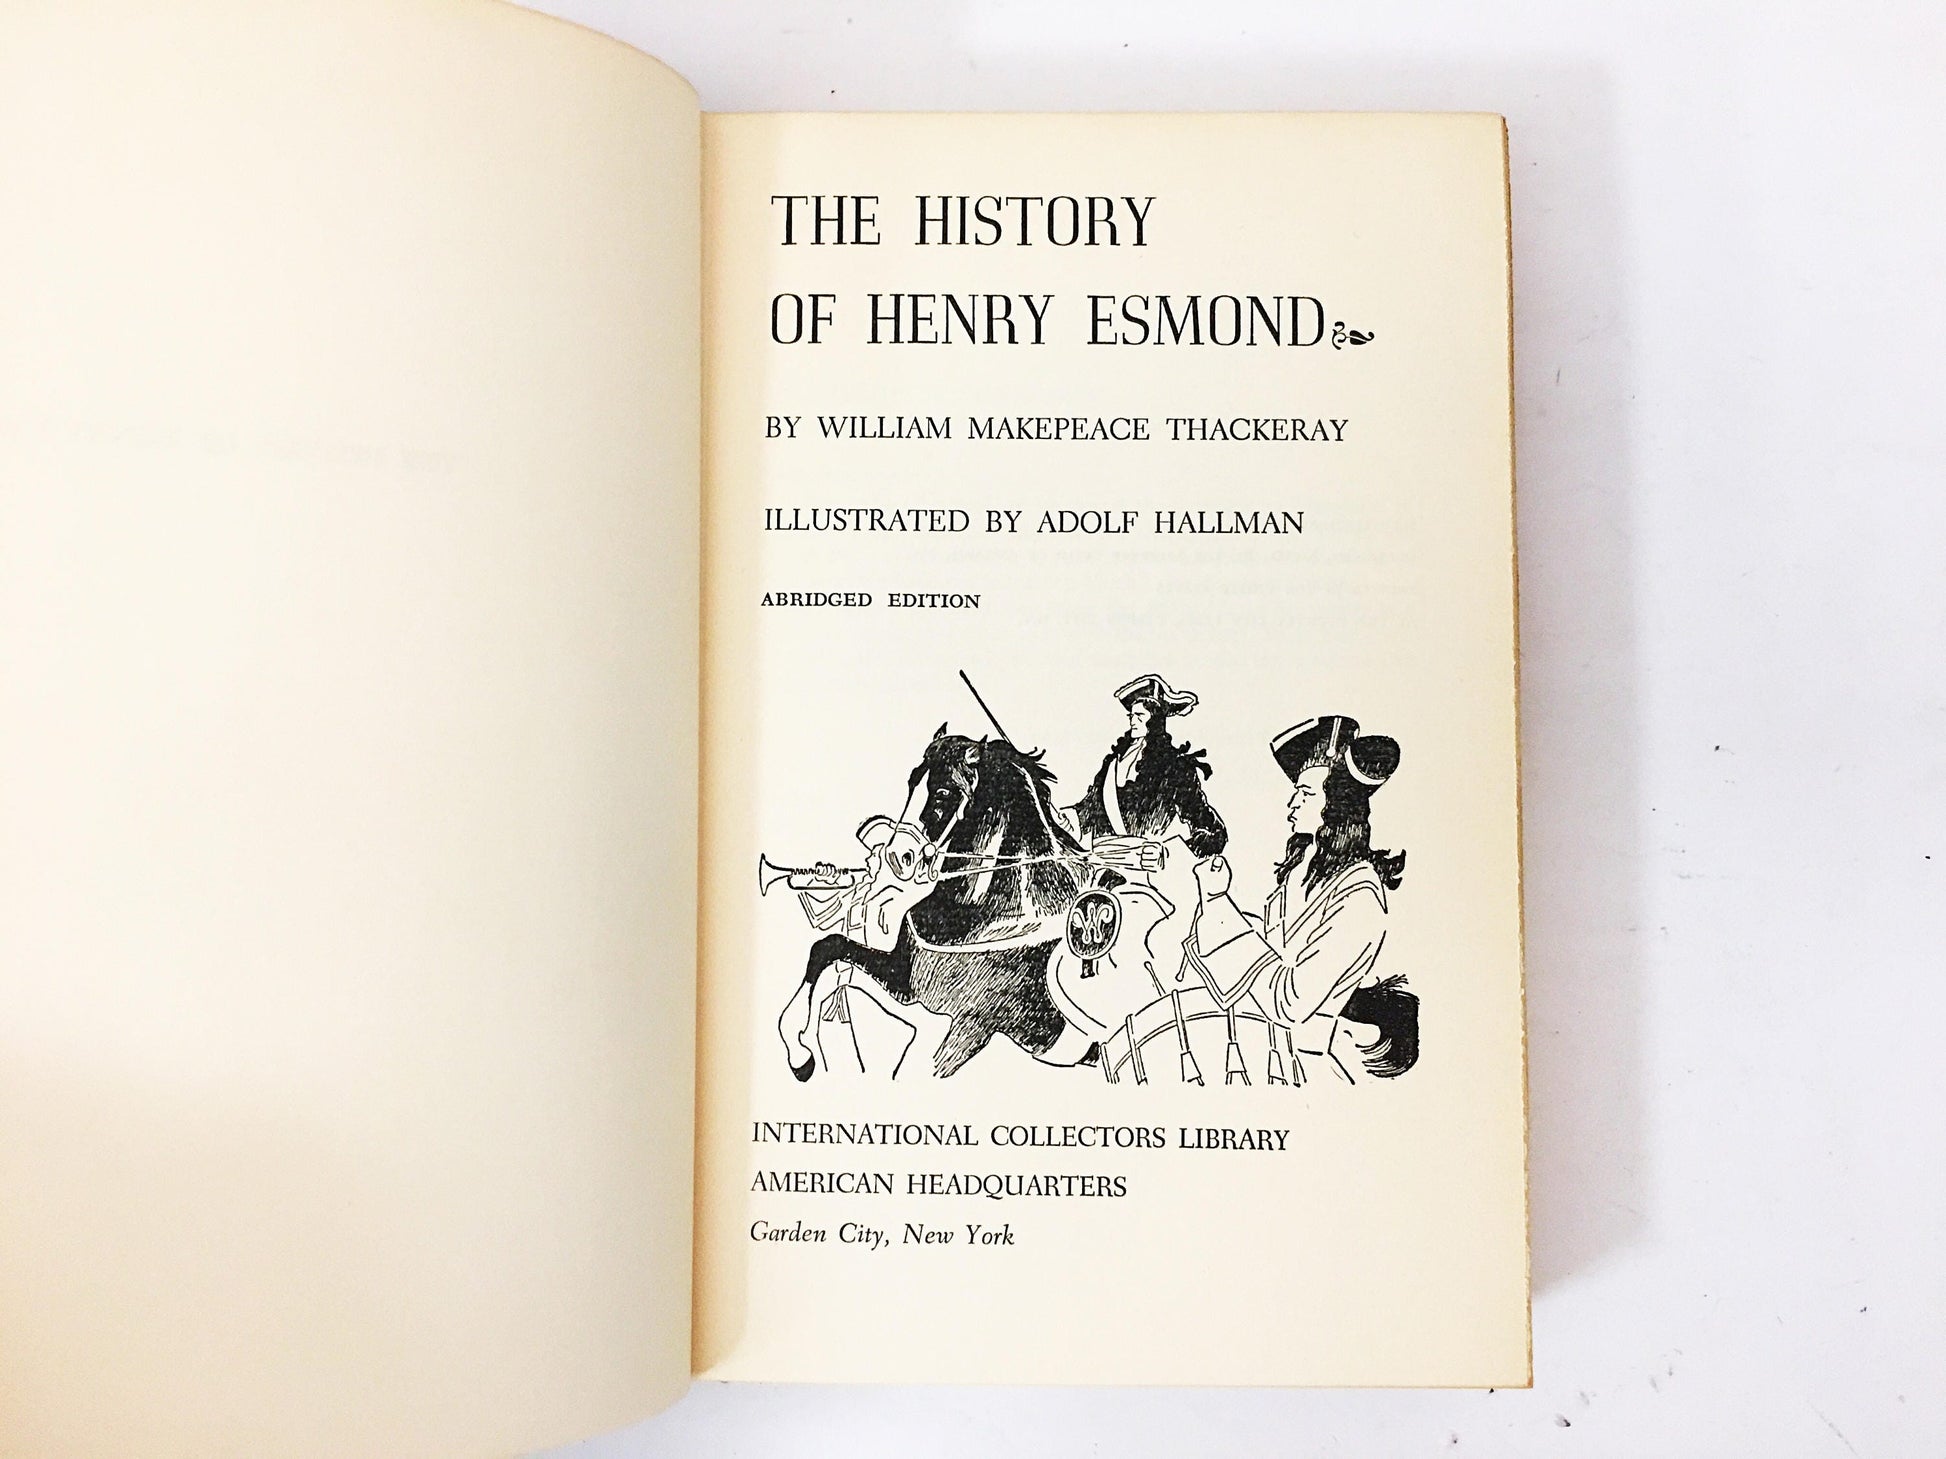 THE HISTORY
OF HENRY ESMOND
BY WILLIAM MAKEPEACE THACKERAY
ILLUSTRATED BY ADOLF HALLMAN
ABRIDGED EDITION
W
INTERNATIONAL COLLECTORS LIBRARY
AMERICAN HEADQUARTERS
Garden City, New York